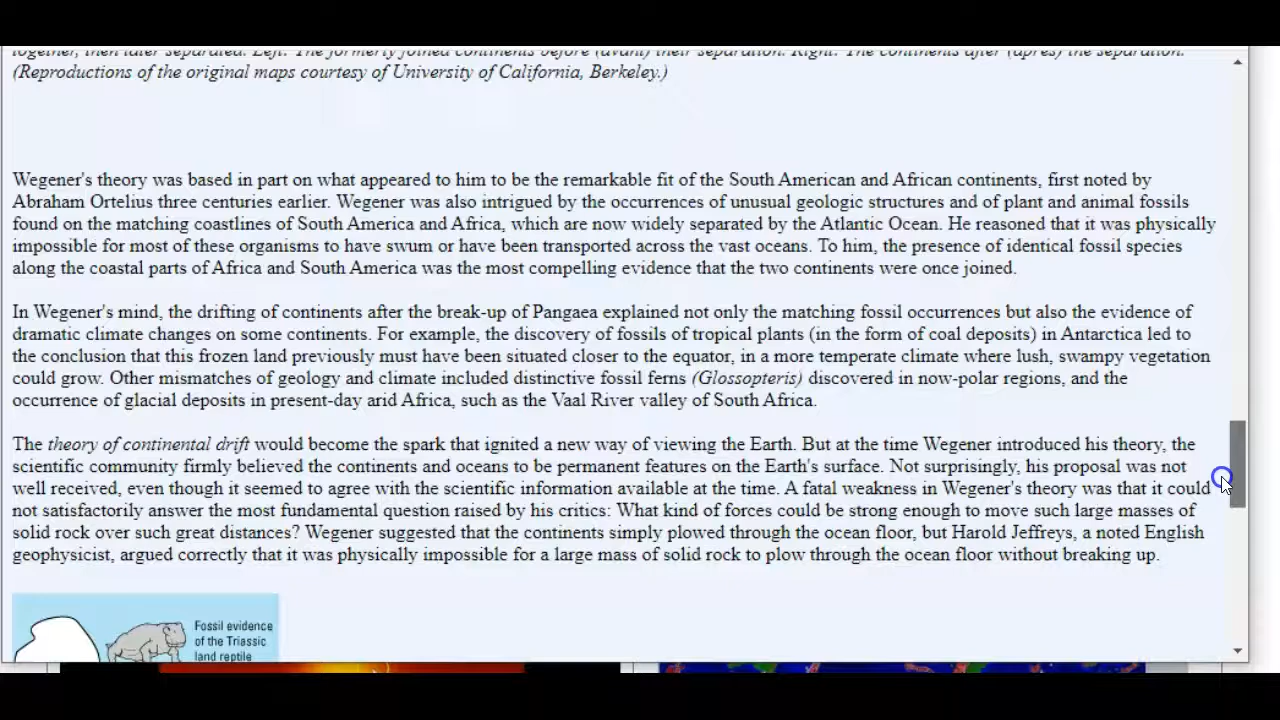 together, then later separated. Left: The formerly joined continents before (avant) their separation. Right: The continents after (aprés) the separation.
(Reproductions of the original maps courtesy of University of California, Berkeley.)
Wegener's theory was based in part on what appeared to him to be the remarkable fit of the South American and African continents, first noted by
Abraham Ortelius three centuries earlier. Wegener was also intrigued by the occurrences of unusual geologic structures and of plant and animal fossils
found on the matching coastlines of South America and Africa, which are now widely separated by the Atlantic Ocean. He reasoned that it was physically
impossible for most of these organisms to have swum or have been transported across the vast oceans. To him, the presence of identical fossil species
along the coastal parts of Africa and South America was the most compelling evidence that the two continents were once joined.
In Wegener's mind, the drifting of continents after the break-up of Pangaea explained not only the matching fossil occurrences but also the evidence of
dramatic climate changes on some continents. For example, the discovery of fossils of tropical plants (in the form of coal deposits) in Antarctica led to
the conclusion that this frozen land previously must have been situated closer to the equator, in a more temperate climate where lush, swampy vegetation
could grow. Other mismatches of geology and climate included distinctive fossil ferns (Glossopteris) discovered in now-polar regions, and the
occurrence of glacial deposits in present-day arid Africa, such as the Vaal River valley of South Africa.
The theory of continental drift would become the spark that ignited a new way of viewing the Earth. But at the time Wegener introduced his theory, the
scientific community firmly believed the continents and oceans to be permanent features on the Earth's surface. Not surprisingly, his proposal was not
well received, even though it seemed to agree with the scientific information available at the time. A fatal weakness in Wegener's theory was that it could
not satisfactorily answer the most fundamental question raised by his critics: What kind of forces could be strong enough to move such large masses of
solid rock over such great distances? Wegener suggested that the continents simply plowed through the ocean floor, but Harold Jeffreys, a noted English
geophysicist, argued correctly that it was physically impossible for a large mass of solid rock to plow through the ocean floor without breaking up.
Fossil evidence
of the Triassic
land reptile